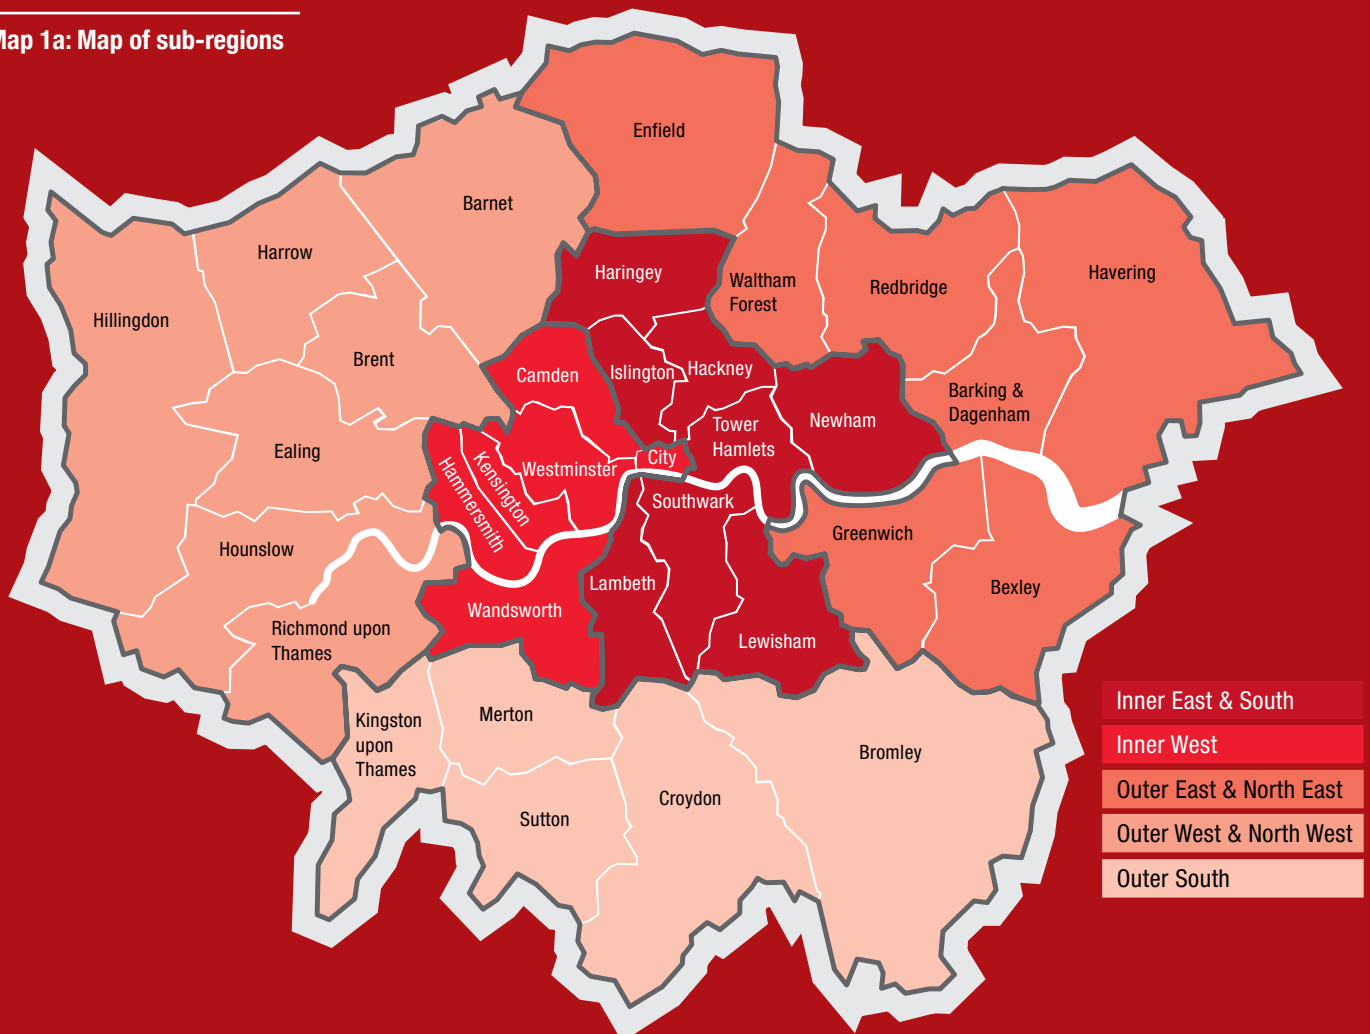 Map 1a: Map of sub-regions
Enfield
Barnet
Harrow
Haringey
Waltham
Forest
Redbridge
Havering
Hillingdon
Brent
Camden
Islington
Hackney
Barking &
Dagenham
Newham
Tower
Hamlets
Ealing
Westminster
City
Kensington
Hammersmith
Southwark
Hounslow
Greenwich
Lambeth
Bexley
Wandsworth
Richmond upon
Thames
Lewisham
Merton
Kingston
upon
Thames
Bromley
Croydon
Sutton
Inner East & South
Inner West
Outer East & North East
Outer West & North West
Outer South